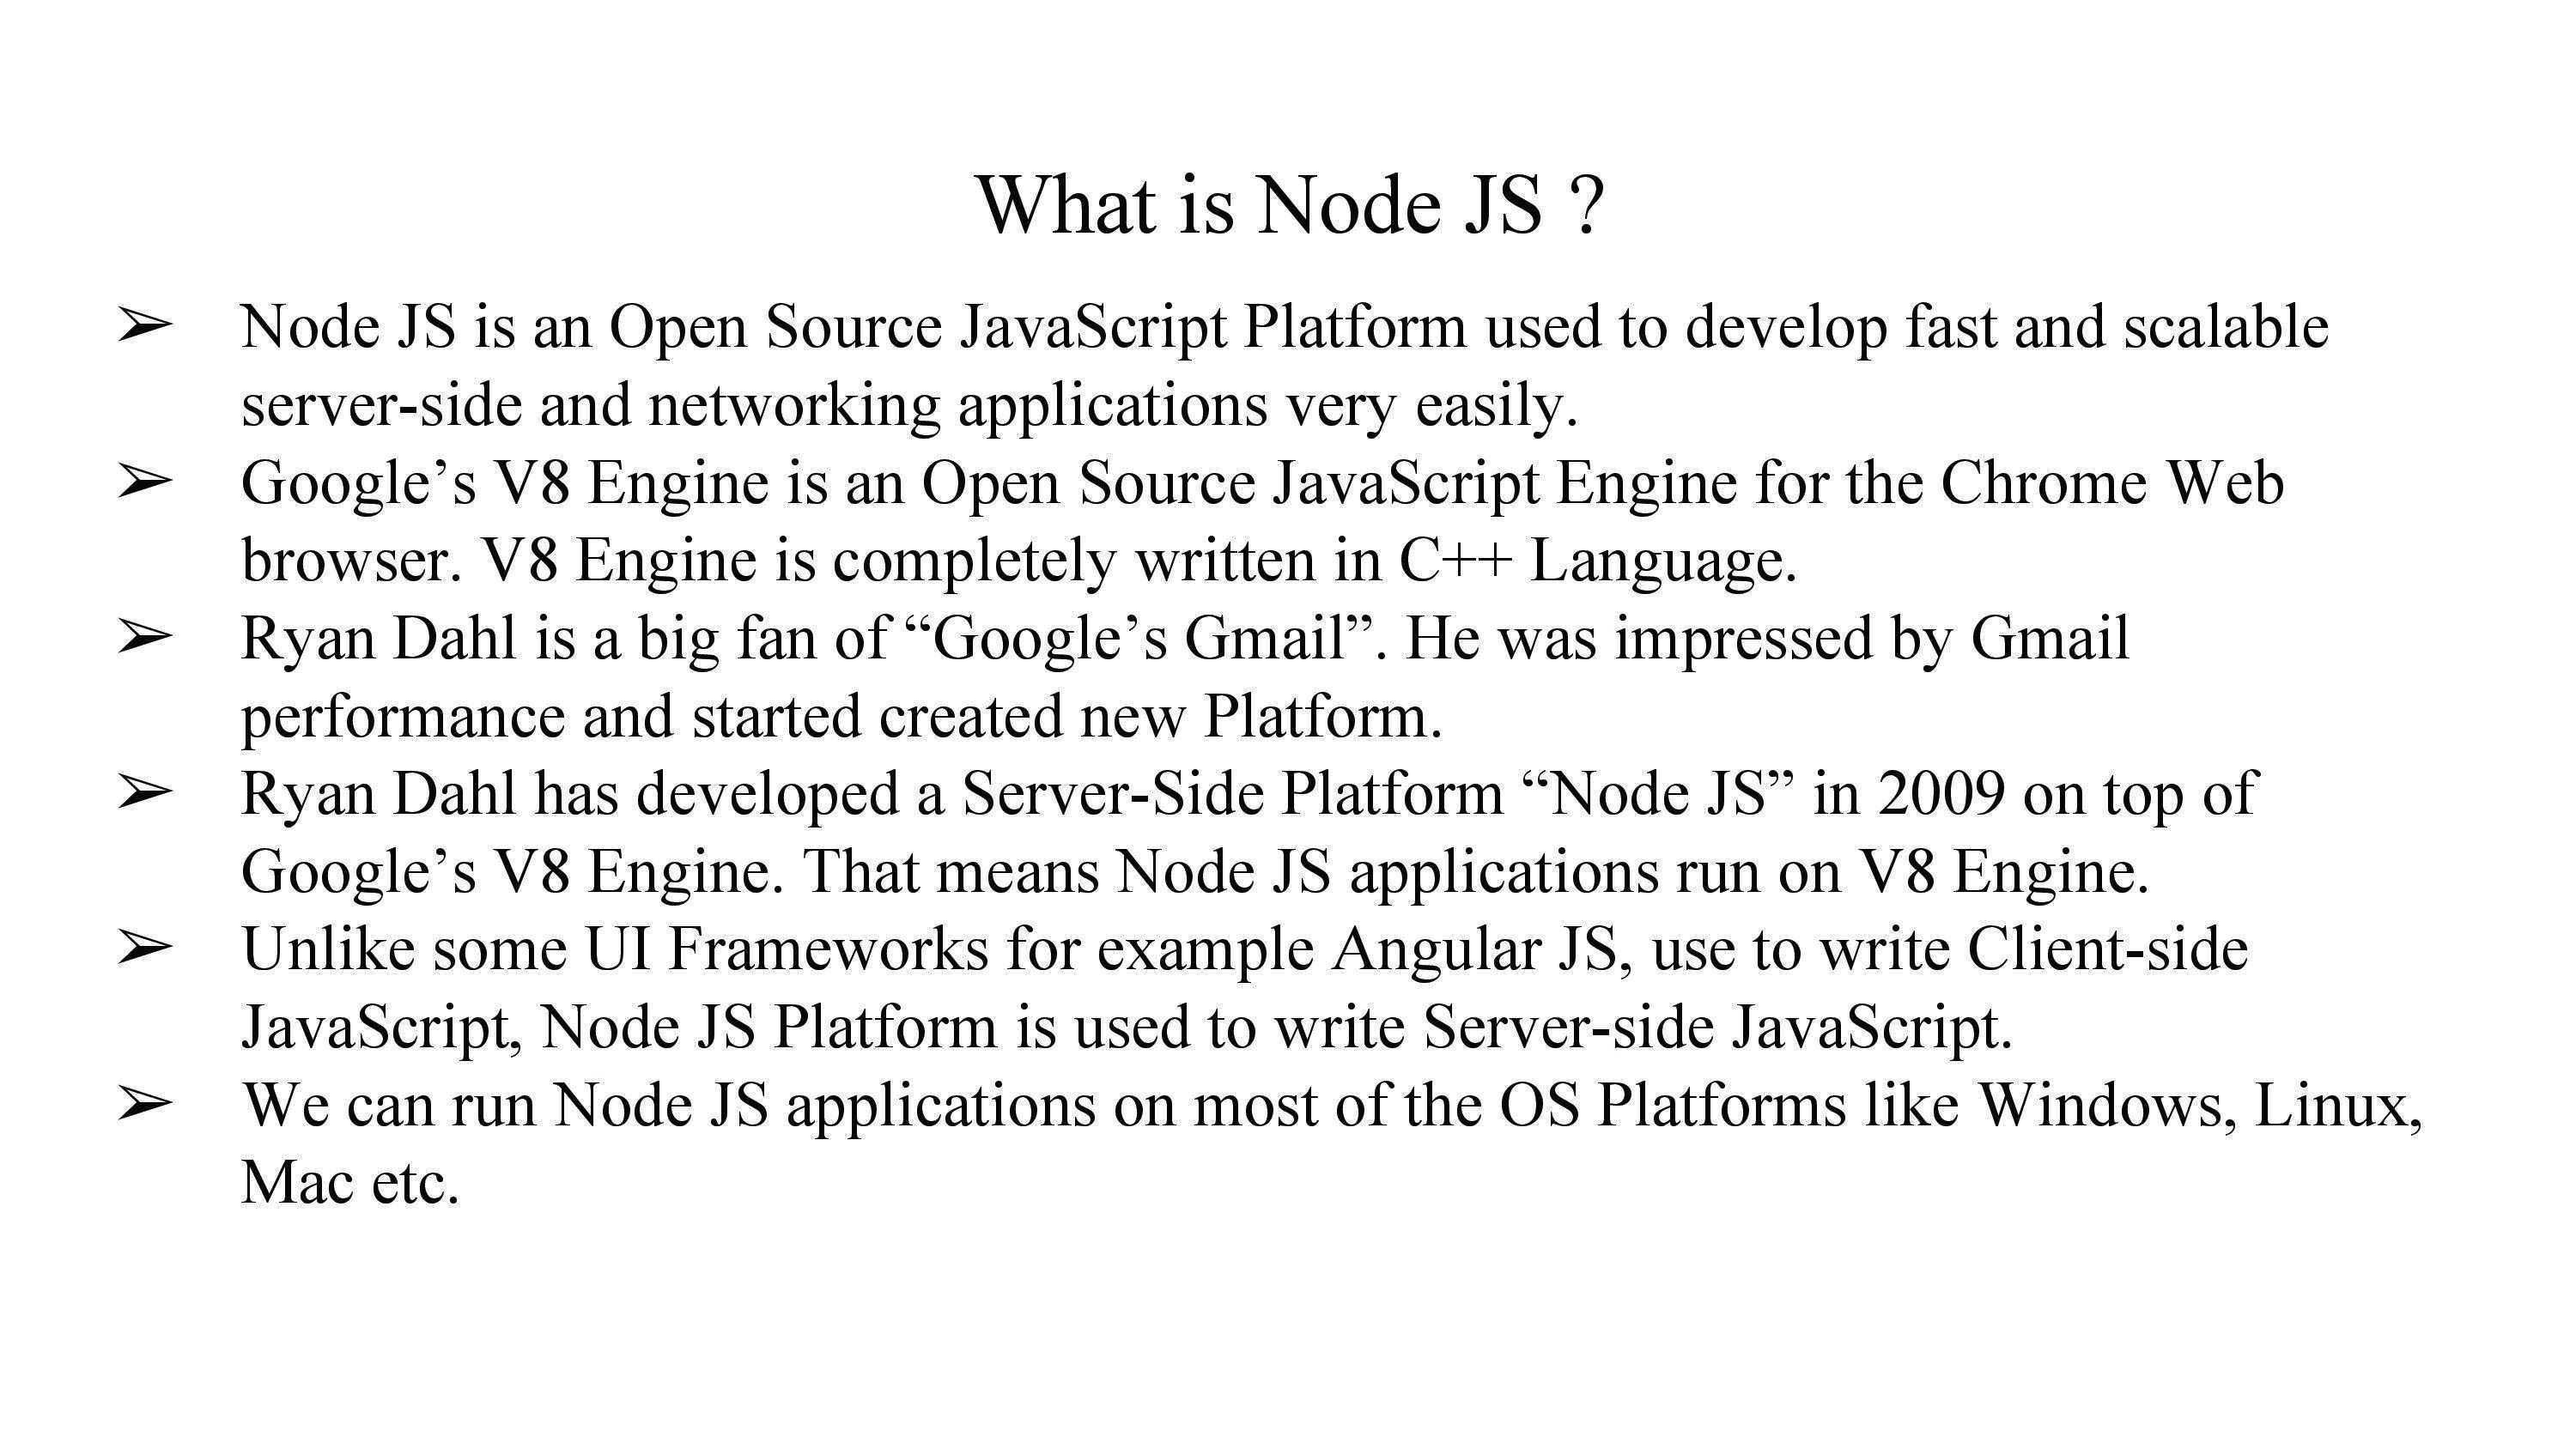 What is Node JS ?
➢ Node JS is an Open Source JavaScript Platform used to develop fast and scalable
server-side and networking applications very easily.
➢ Google’s V8 Engine is an Open Source JavaScript Engine for the Chrome Web
browser. V8 Engine is completely written in C++ Language.
➢ Ryan Dahl is a big fan of “Google’s Gmail”. He was impressed by Gmail
performance and started created new Platform.
➢ Ryan Dahl has developed a Server-Side Platform “Node JS” in 2009 on top of
Google’s V8 Engine. That means Node JS applications run on V8 Engine.
➢ Unlike some UI Frameworks for example Angular JS, use to write Client-side
JavaScript, Node JS Platform is used to write Server-side JavaScript.
➢ We can run Node JS applications on most of the OS Platforms like Windows, Linux,
Mac etc.